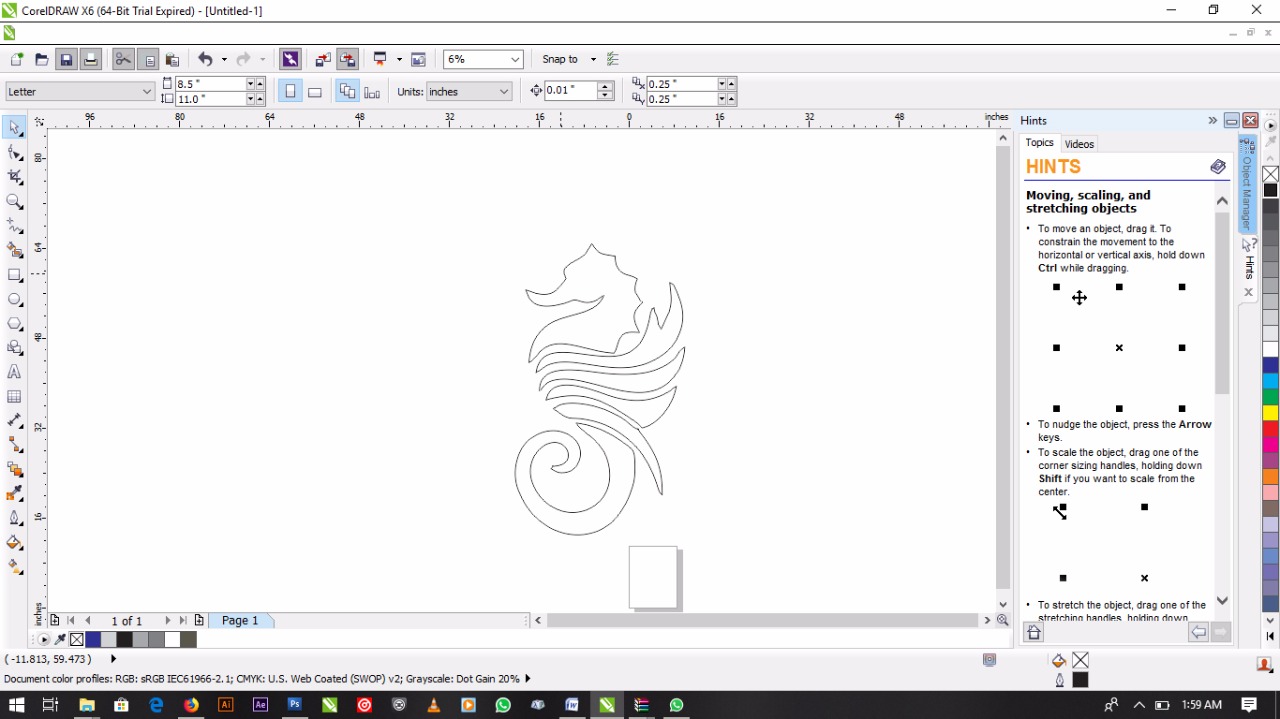 CorelDRAW X6 (64-Bit Trial Expired) - [Untitled-1]
6%
Snap to
Letter
8.5 "
11.0 "
Units:
inches
0.01 "
0.25 "
0.25 "
96
80
64
48
32
16
0
16
32
48
inches
80
64
48
32
16
inches
1 of 1
Page 1
Hints
Topics
Videos
HINTS
Moving, scaling, and
stretching objects
• To move an object, drag it. To
constrain the movement to the
horizontal or vertical axis, hold down
Ctrl while dragging.
• To nudge the object, press the Arrow
keys.
• To scale the object, drag one of the
corner sizing handles, holding down
Shift if you want to scale from the
center.
• To stretch the object, drag one of the
stretching handles, holding down
Object Manager
Hints
( -11.813, 59.473 )
Document color profiles: RGB: sRGB IEC61966-2.1; CMYK: U.S. Web Coated (SWOP) v2; Grayscale: Dot Gain 20%
Ai
Ae
Ps
1:59 AM